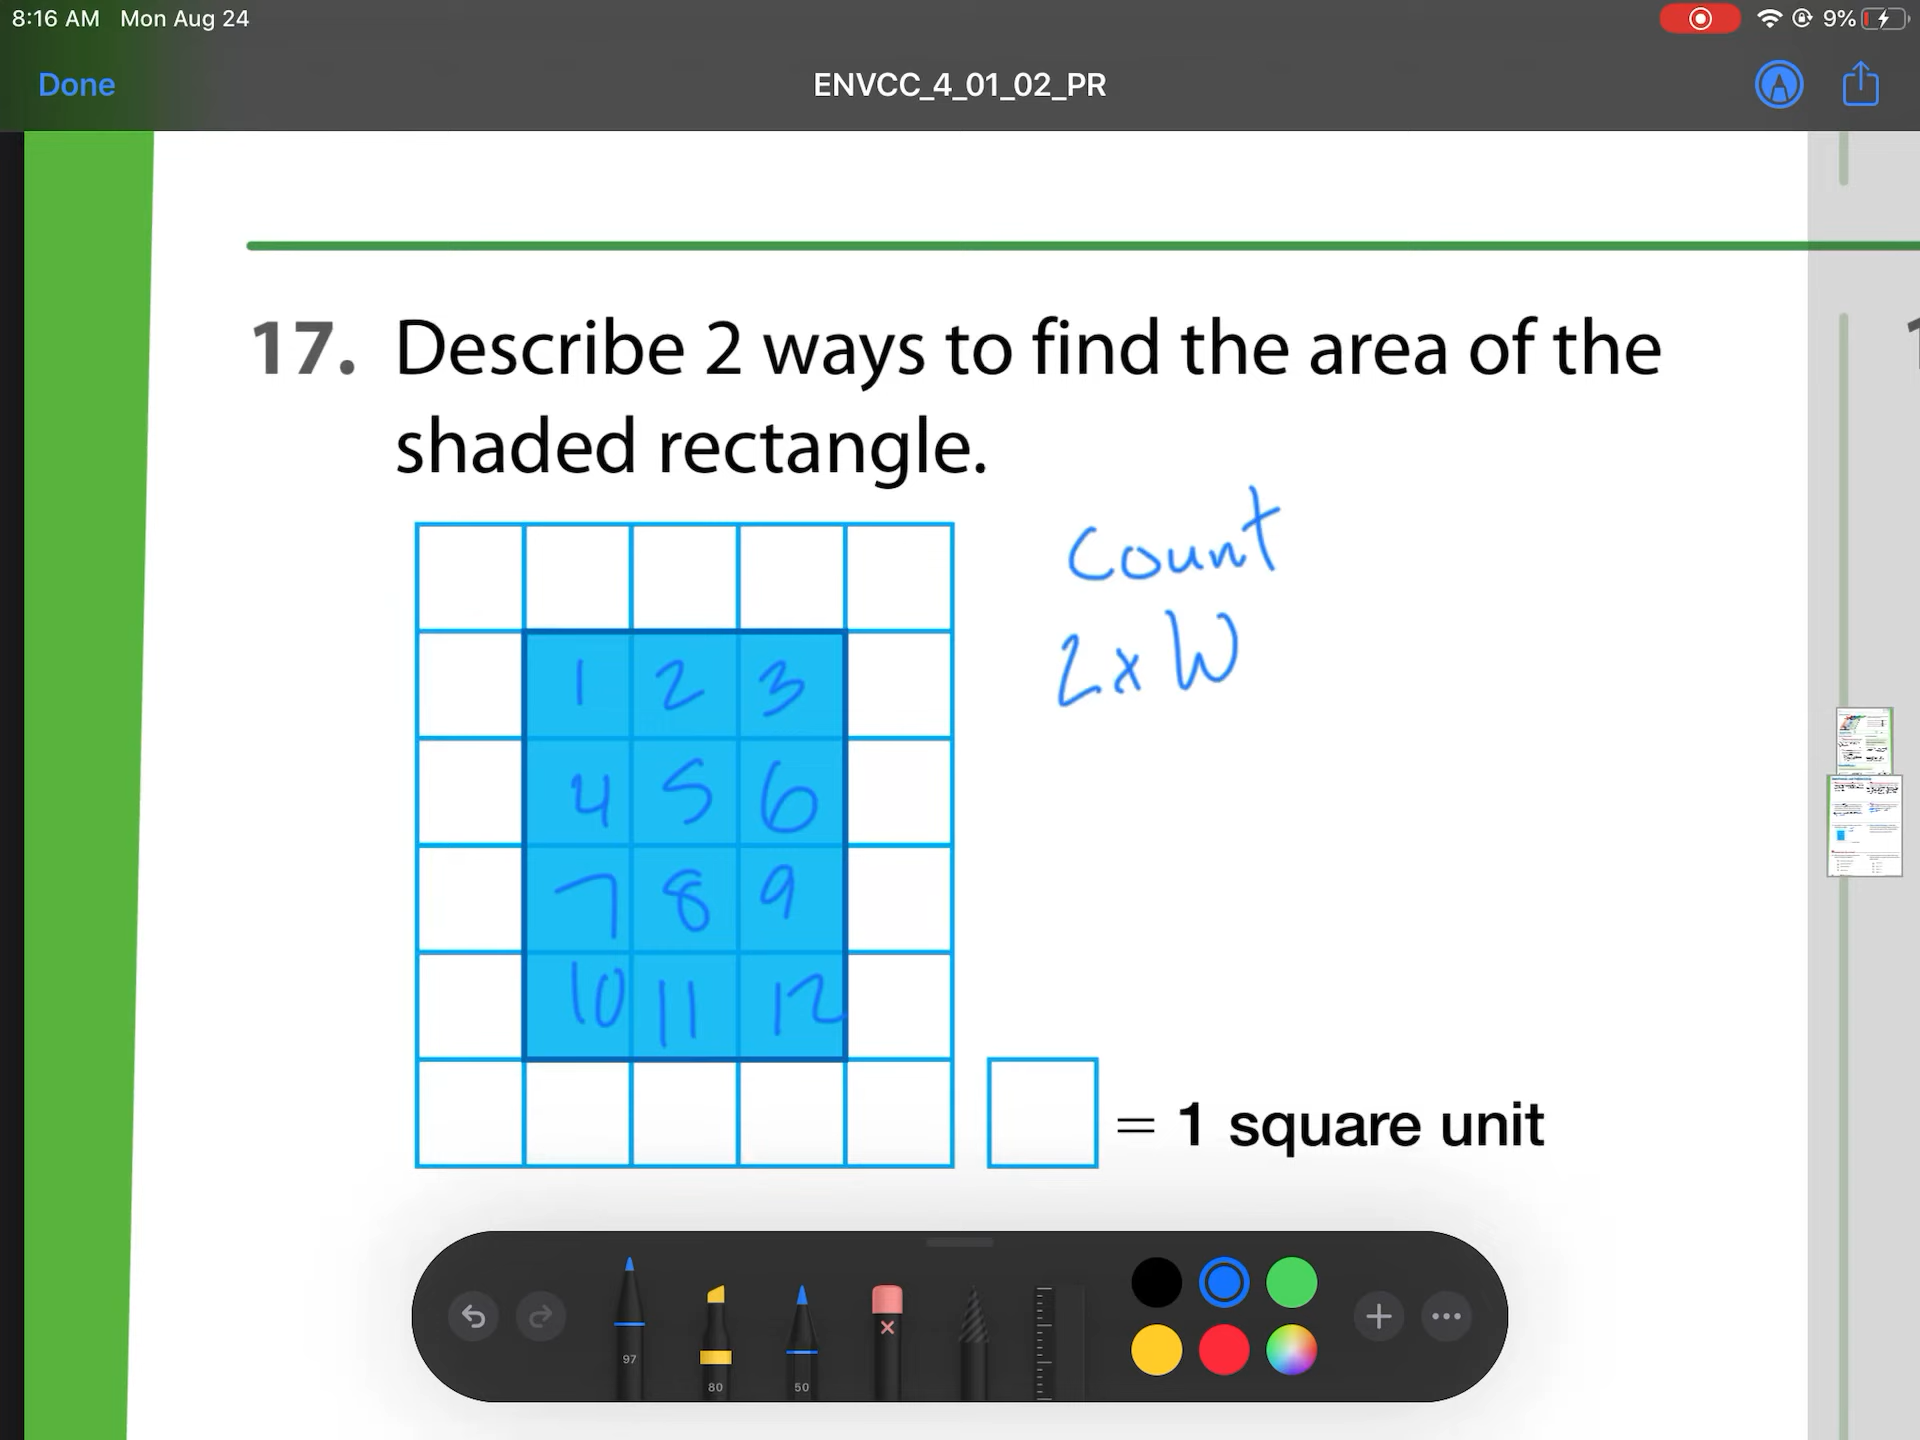 8:16 AM Mon Aug 24
9%
Done
ENVCC_4_01_02_PR
17. Describe 2 ways to find the area of the
shaded rectangle.
Count
L x W
1 2 3
4 5 6
7 8 9
10 11 12
= 1 square unit
97
80
50